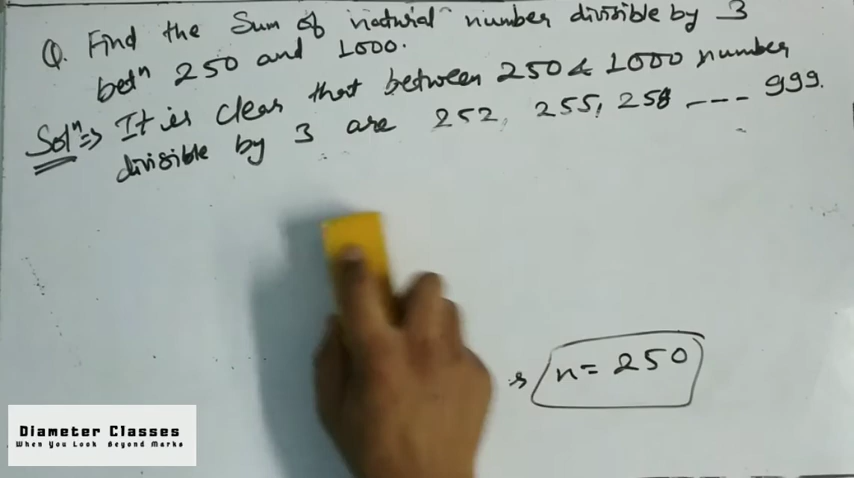 Q. Find the Sum of natural number divisible by 3
betⁿ 250 and 1000.
Solⁿ⇒ It is clear that between 250 & 1000 number
divisible by 3 are 252, 255, 258 ---- 999.
⇒ n = 250
Diameter Classes
When You Look Beyond Marks